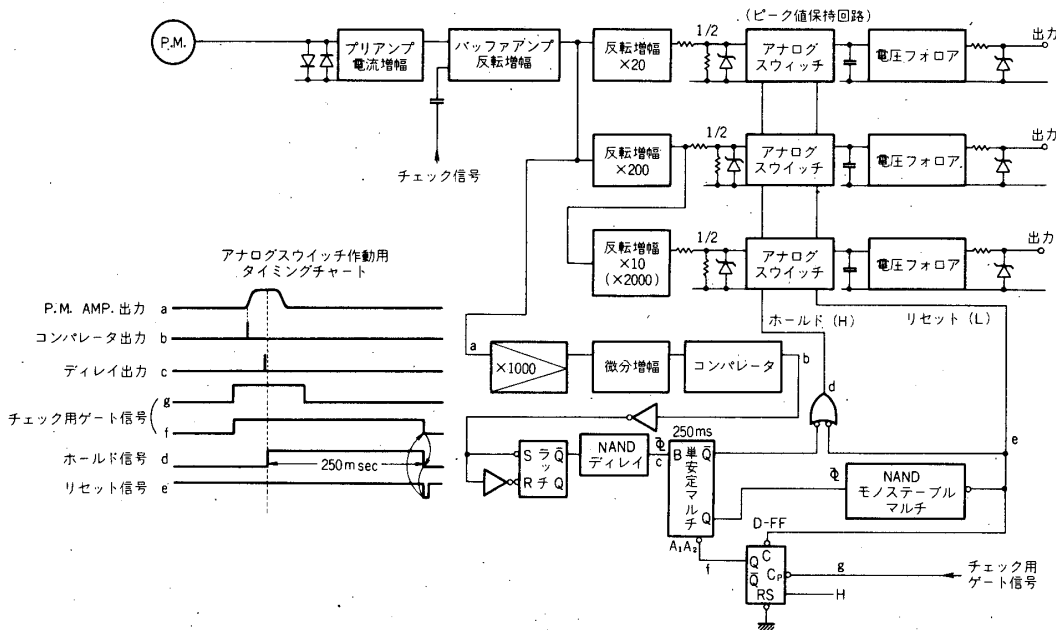 (ピーク値保持回路)
P.M.
プリアンプ
電流増幅
バッファアンプ
反転増幅
チェック信号
反転増幅
×20
1/2
アナログ
スウィッチ
電圧フォロア
出力
反転増幅
×200
1/2
アナログ
スウィッチ
電圧フォロア
出力
反転増幅
×10
(×2000)
1/2
アナログ
スウィッチ
電圧フォロア
出力
ホールド (H)
リセット (L)
アナログスウイッチ作動用
タイミングチャート
P.M. AMP.出力 a
コンパレータ出力 b
ディレイ出力 c
チェック用ゲート信号
g
f
ホールド信号 d
250m sec
リセット信号 e
a
×1000
微分増幅
コンパレータ
b
d
e
S
R
ラッチ
Q̄
Q
NAND
ディレイ
c
250ms
B
単安定マルチ
Q̄
Q
A₁A₂
f
NAND
モノステーブル
マルチ
D-FF
C
Q
Q̄
CP
RS
g
H
チェック用
ゲート信号